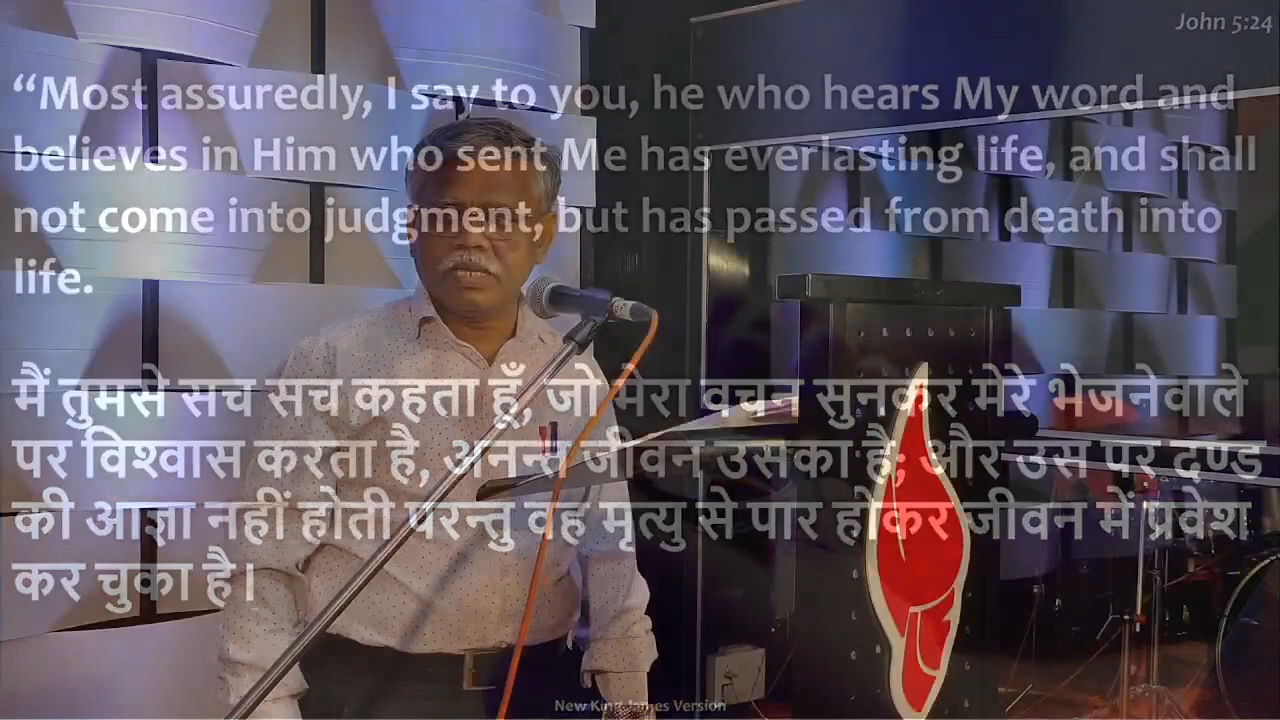 John 5:24
“Most assuredly, I say to you, he who hears My word and
believes in Him who sent Me has everlasting life, and shall
not come into judgment, but has passed from death into
life.
मैं तुमसे सच सच कहता हूँ, जो मेरा वचन सुनकर मेरे भेजनेवाले
पर विश्वास करता है, अनन्त जीवन उसका है; और उस पर दण्ड
की आज्ञा नहीं होती परन्तु वह मृत्यु से पार होकर जीवन में प्रवेश
कर चुका है।
New King James Version